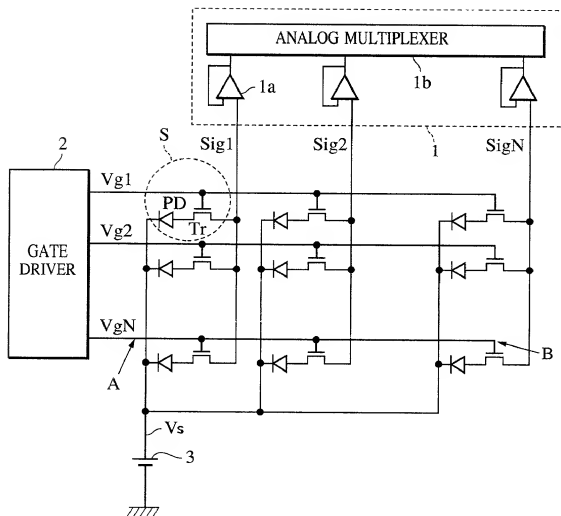 ANALOG MULTIPLEXER
1a
1b
S
Sig1
Sig2
SigN
1
2
Vg1
PD
Tr
Vg2
GATE
DRIVER
VgN
A
B
Vs
3